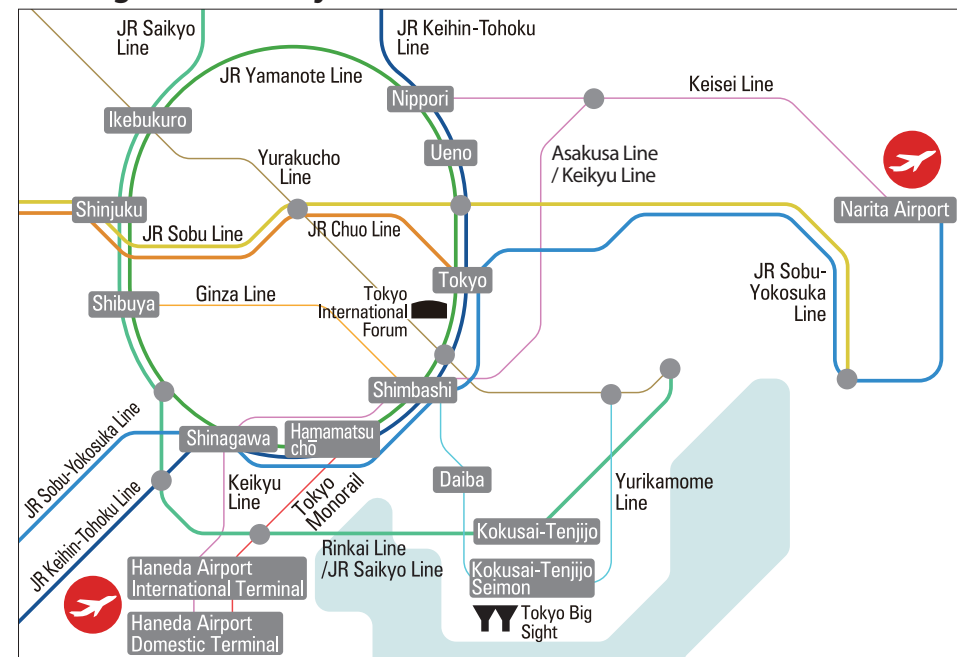 JR Saikyo
Line
JR Keihin-Tohoku
Line
JR Yamanote Line
Nippori
Keisei Line
Ikebukuro
Ueno
Yurakucho
Line
Asakusa Line
/ Keikyu Line
Shinjuku
Narita Airport
JR Sobu Line
JR Chuo Line
Tokyo
JR Sobu-
Yokosuka
Line
Shibuya
Ginza Line
Tokyo
International
Forum
Shimbashi
Shinagawa
Hamamatsu
chō
JR Sobu-Yokosuka Line
JR Keihin-Tohoku Line
Keikyu
Line
Tokyo
Monorail
Daiba
Yurikamome
Line
Kokusai-Tenjijo
Rinkai Line
/JR Saikyo Line
Haneda Airport
International Terminal
Kokusai-Tenjijo
Seimon
Haneda Airport
Domestic Terminal
Tokyo Big
Sight